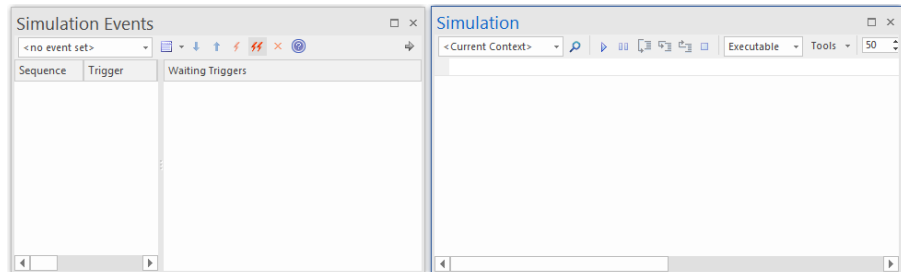 Simulation Events
<no event set>
Sequence Trigger Waiting Triggers
Simulation
<Current Context> Executable Tools 50